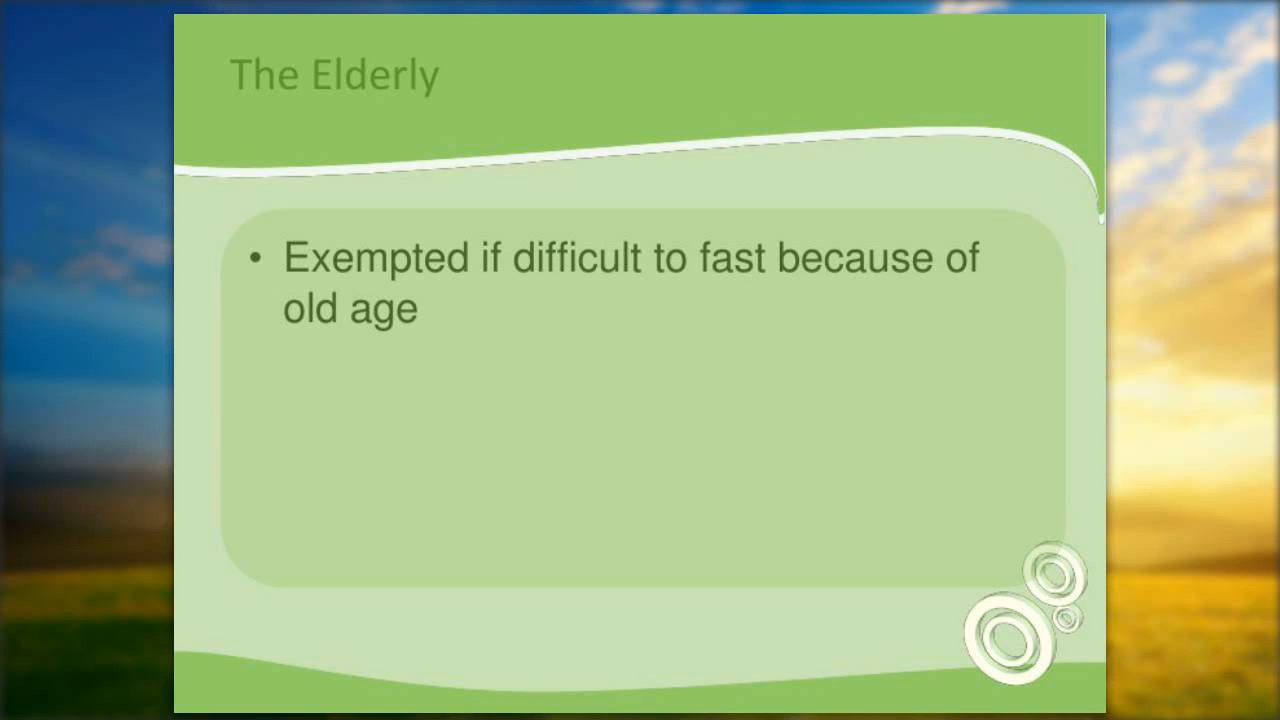 The Elderly
• Exempted if difficult to fast because of
old age